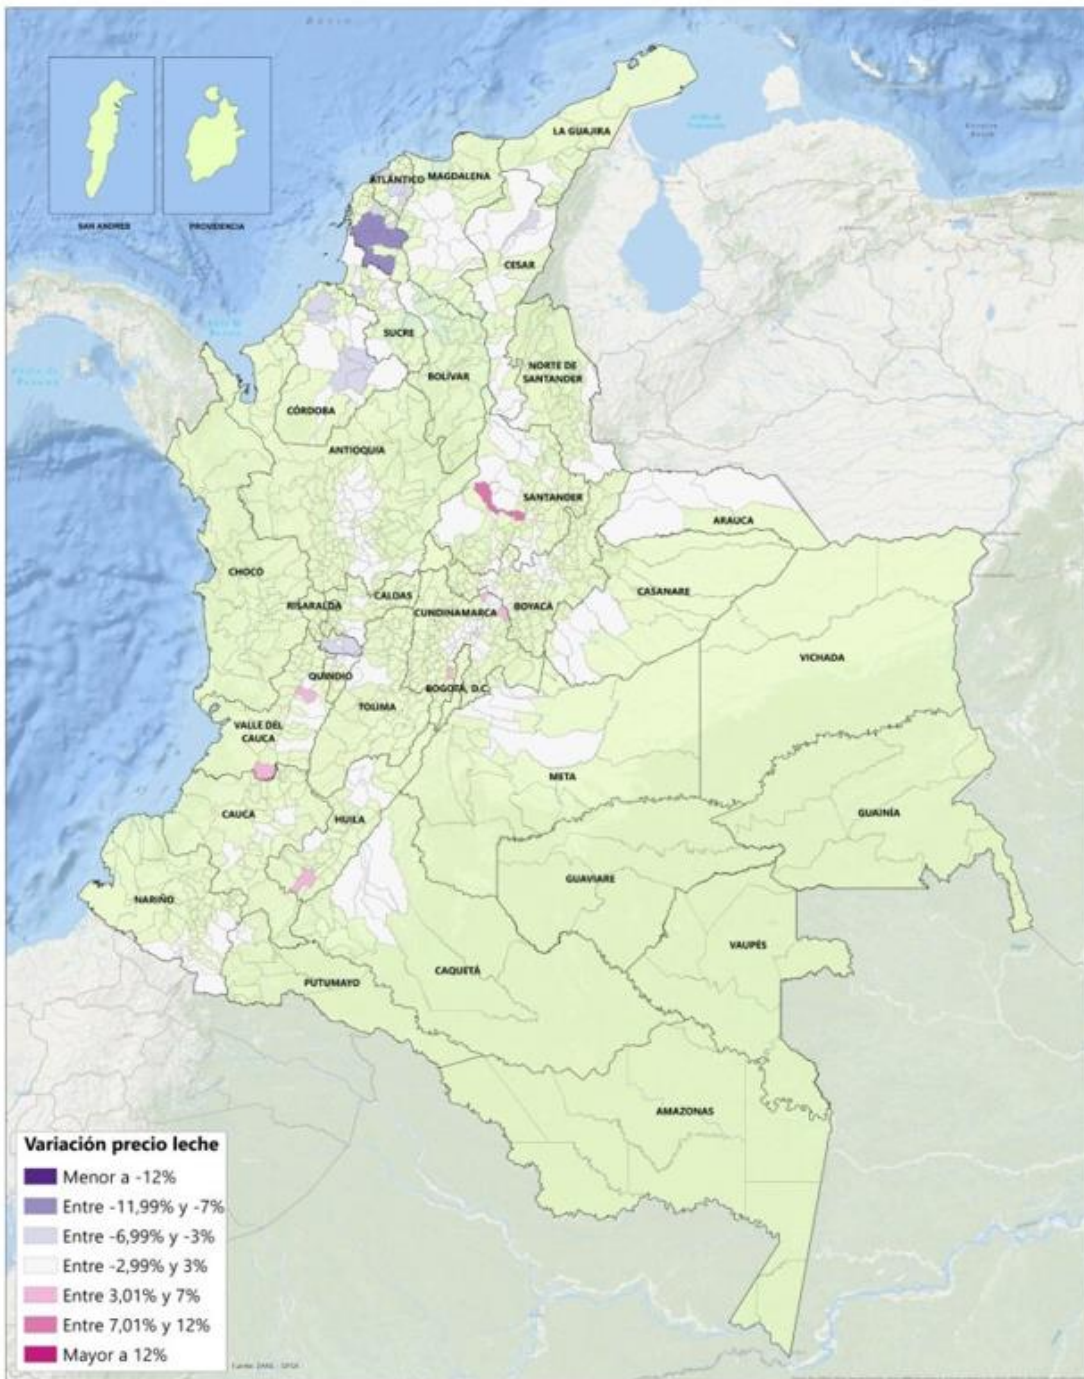 SAN ANDRES
PROVIDENCIA
LA GUAJIRA
ATLÁNTICO
MAGDALENA
CESAR
SUCRE
BOLÍVAR
NORTE DE
SANTANDER
CÓRDOBA
ANTIOQUIA
SANTANDER
ARAUCA
CHOCÓ
RISARALDA
CALDAS
CUNDINAMARCA
BOYACÁ
CASANARE
VICHADA
QUINDIO
BOGOTÁ, D.C.
TOLIMA
VALLE DEL
CAUCA
META
CAUCA
HUILA
GUAINÍA
GUAVIARE
NARIÑO
VAUPÉS
CAQUETÁ
PUTUMAYO
AMAZONAS
Variación precio leche
Menor a -12%
Entre -11,99% y -7%
Entre -6,99% y -3%
Entre -2,99% y 3%
Entre 3,01% y 7%
Entre 7,01% y 12%
Mayor a 12%